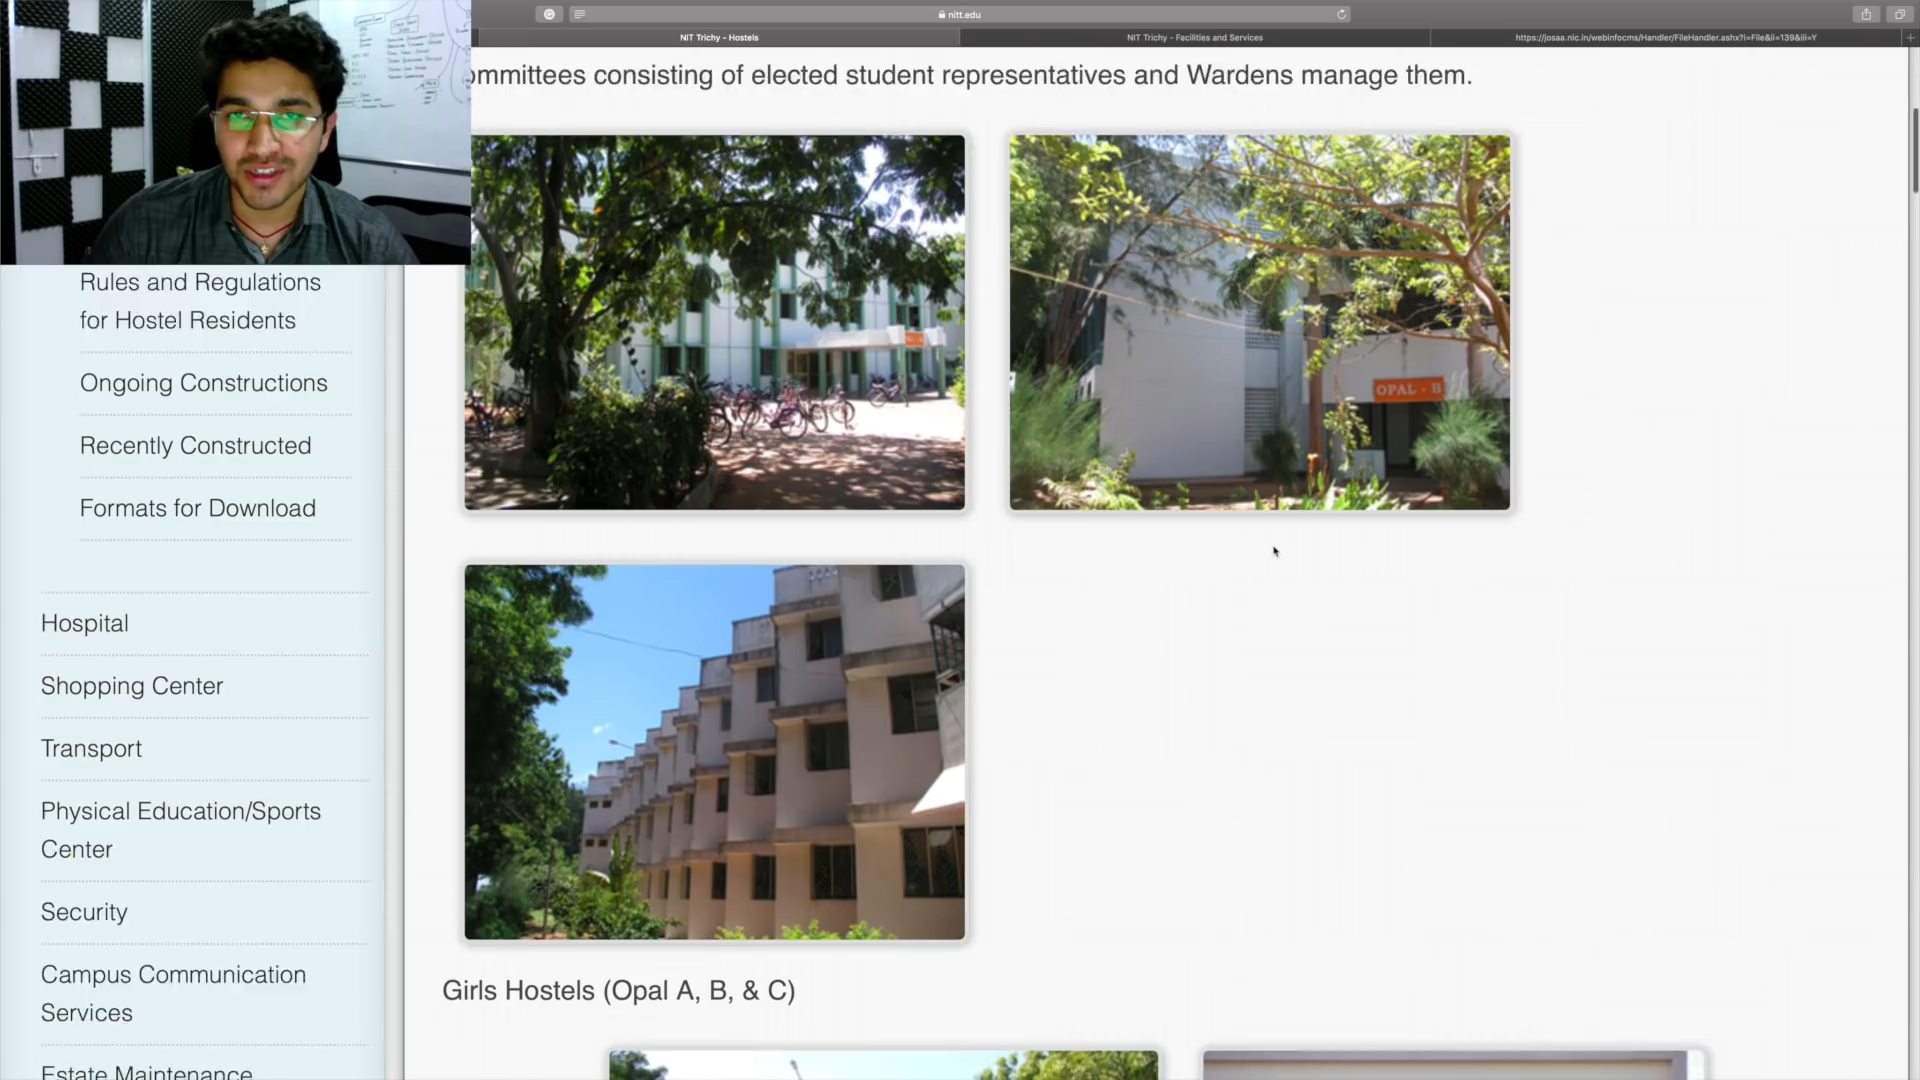 nitt.edu
NIT Trichy - Hostels
NIT Trichy - Facilities and Services
https://josaa.nic.in/webinfocms/Handler/FileHandler.ashx?i=File&ii=139&iii=Y
ommittees consisting of elected student representatives and Wardens manage them.
OPAL - B
Rules and Regulations
for Hostel Residents
Ongoing Constructions
Recently Constructed
Formats for Download
Hospital
Shopping Center
Transport
Physical Education/Sports
Center
Security
Campus Communication
Services
Estate Maintenance
Girls Hostels (Opal A, B, & C)